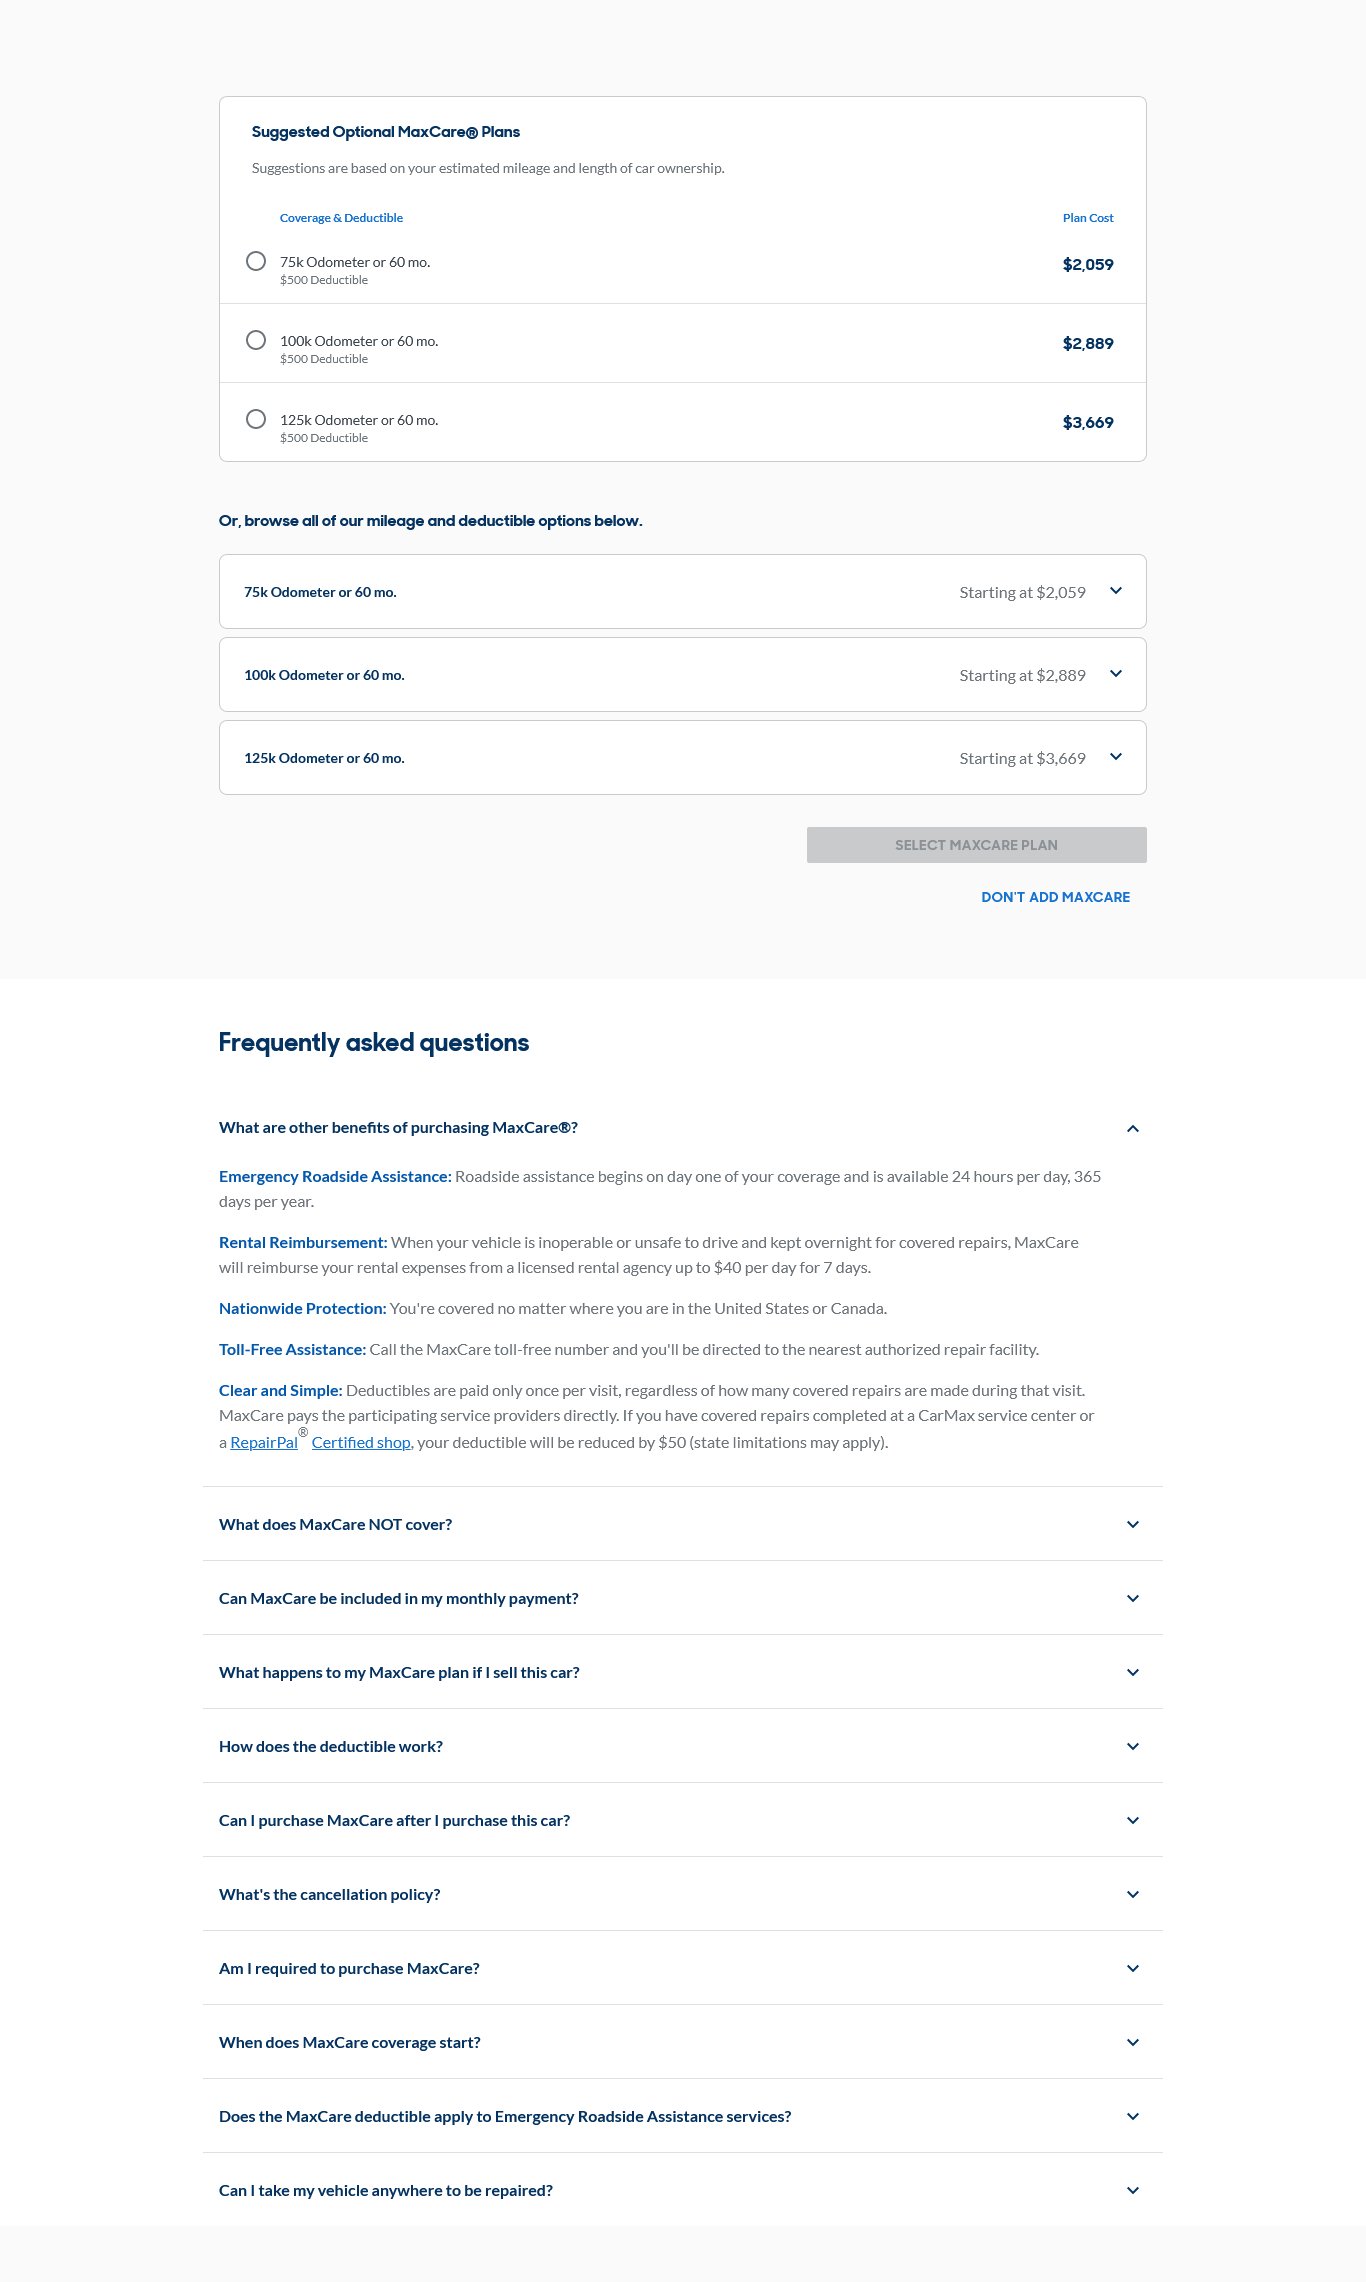 Suggested Optional MaxCare® Plans
Suggestions are based on your estimated mileage and length of car ownership.
Coverage & Deductible Plan Cost
75k Odometer or 60 mo. $2,059
$500 Deductible
100k Odometer or 60 mo. $2,889
$500 Deductible
125k Odometer or 60 mo. $3,669
$500 Deductible
Or, browse all of our mileage and deductible options below.
75k Odometer or 60 mo. Starting at $2,059
100k Odometer or 60 mo. Starting at $2,889
125k Odometer or 60 mo. Starting at $3,669
SELECT MAXCARE PLAN
DON'T ADD MAXCARE
Frequently asked questions
What are other benefits of purchasing MaxCare®?
Emergency Roadside Assistance: Roadside assistance begins on day one of your coverage and is available 24 hours per day, 365
days per year.
Rental Reimbursement: When your vehicle is inoperable or unsafe to drive and kept overnight for covered repairs, MaxCare
will reimburse your rental expenses from a licensed rental agency up to $40 per day for 7 days.
Nationwide Protection: You're covered no matter where you are in the United States or Canada.
Toll-Free Assistance: Call the MaxCare toll-free number and you'll be directed to the nearest authorized repair facility.
Clear and Simple: Deductibles are paid only once per visit, regardless of how many covered repairs are made during that visit.
MaxCare pays the participating service providers directly. If you have covered repairs completed at a CarMax service center or
a RepairPal® Certified shop, your deductible will be reduced by $50 (state limitations may apply).
What does MaxCare NOT cover?
Can MaxCare be included in my monthly payment?
What happens to my MaxCare plan if I sell this car?
How does the deductible work?
Can I purchase MaxCare after I purchase this car?
What's the cancellation policy?
Am I required to purchase MaxCare?
When does MaxCare coverage start?
Does the MaxCare deductible apply to Emergency Roadside Assistance services?
Can I take my vehicle anywhere to be repaired?